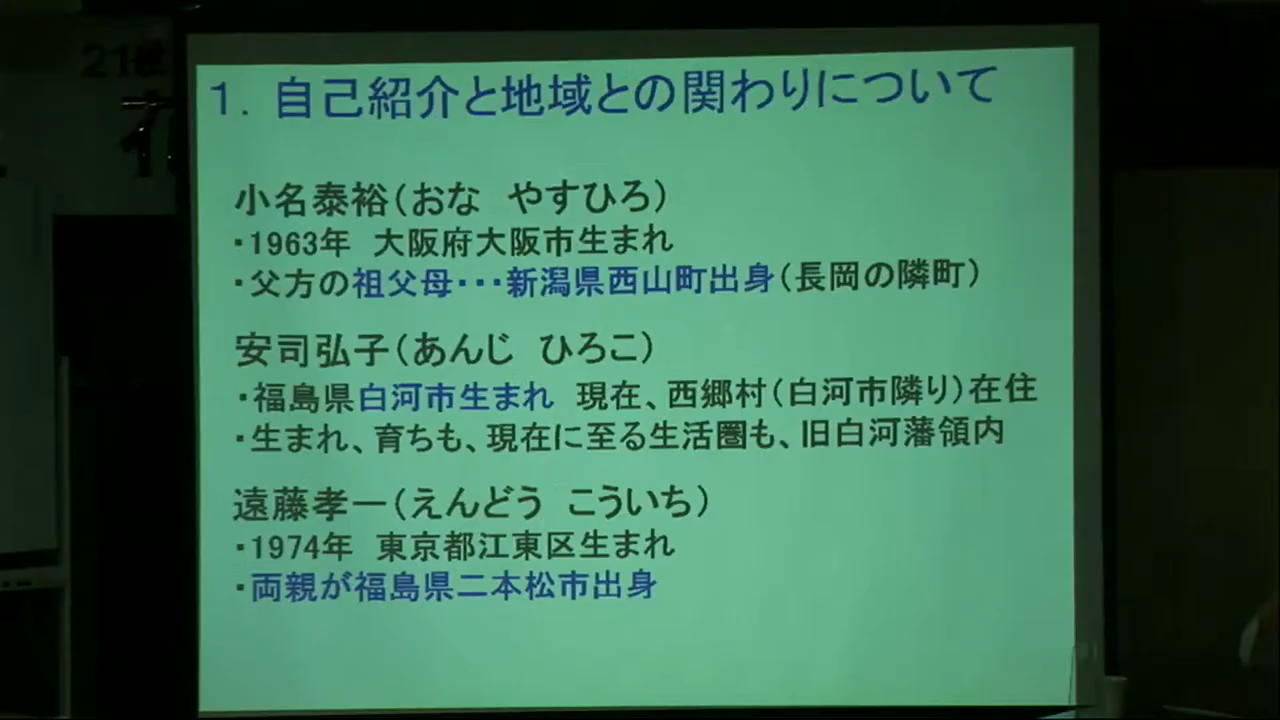 21世
1. 自己紹介と地域との関わりについて
小名泰裕(おな　やすひろ)
・1963年　大阪府大阪市生まれ
・父方の祖父母・・・新潟県西山町出身(長岡の隣町)
安司弘子(あんじ　ひろこ)
・福島県白河市生まれ　現在、西郷村(白河市隣り)在住
・生まれ、育ちも、現在に至る生活圏も、旧白河藩領内
遠藤孝一(えんどう　こういち)
・1974年　東京都江東区生まれ
・両親が福島県二本松市出身